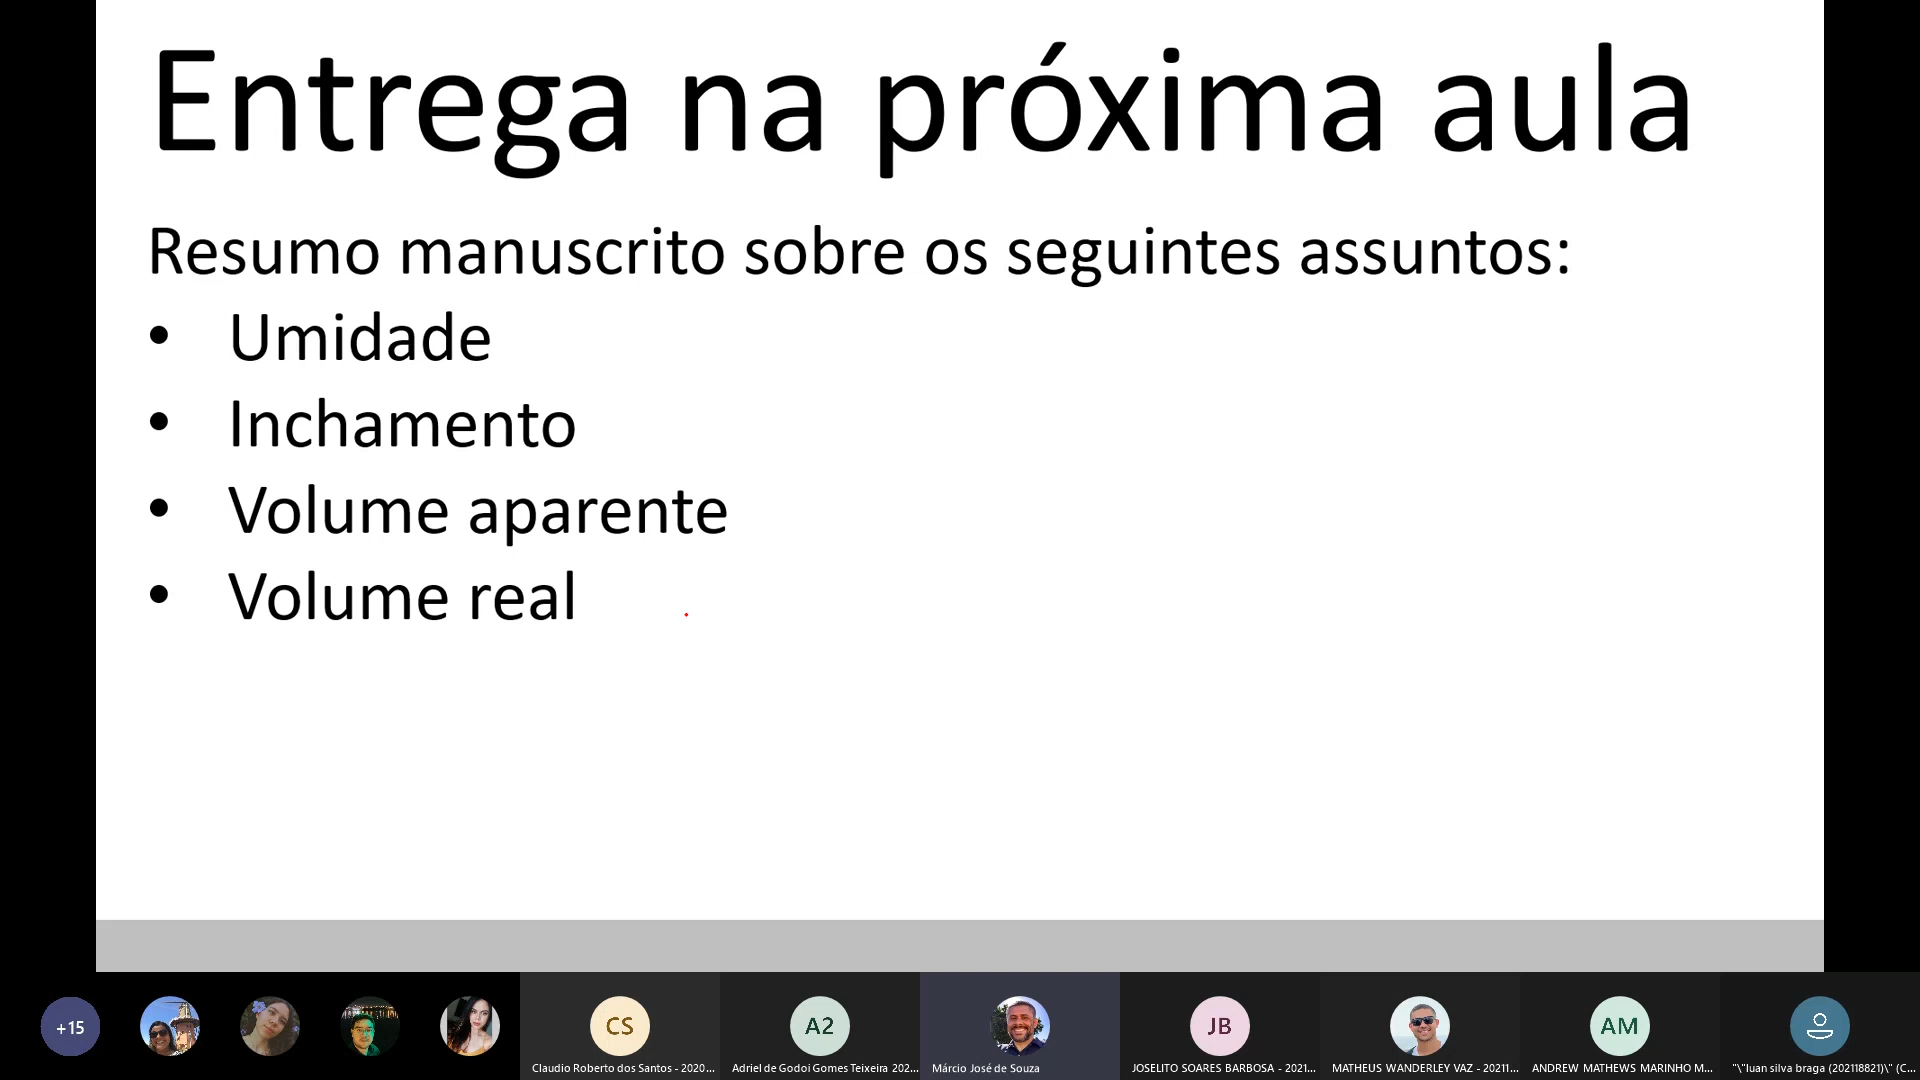 Entrega na próxima aula
Resumo manuscrito sobre os seguintes assuntos:
• Umidade
• Inchamento
• Volume aparente
• Volume real
+15
CS
A2
JB
AM
Claudio Roberto dos Santos - 2020...
Adriel de Godoi Gomes Teixeira 202...
Márcio José de Souza
JOSELITO SOARES BARBOSA - 2021...
MATHEUS WANDERLEY VAZ - 20211...
ANDREW MATHEWS MARINHO M...
"\"luan silva braga (202118821)\" (C...